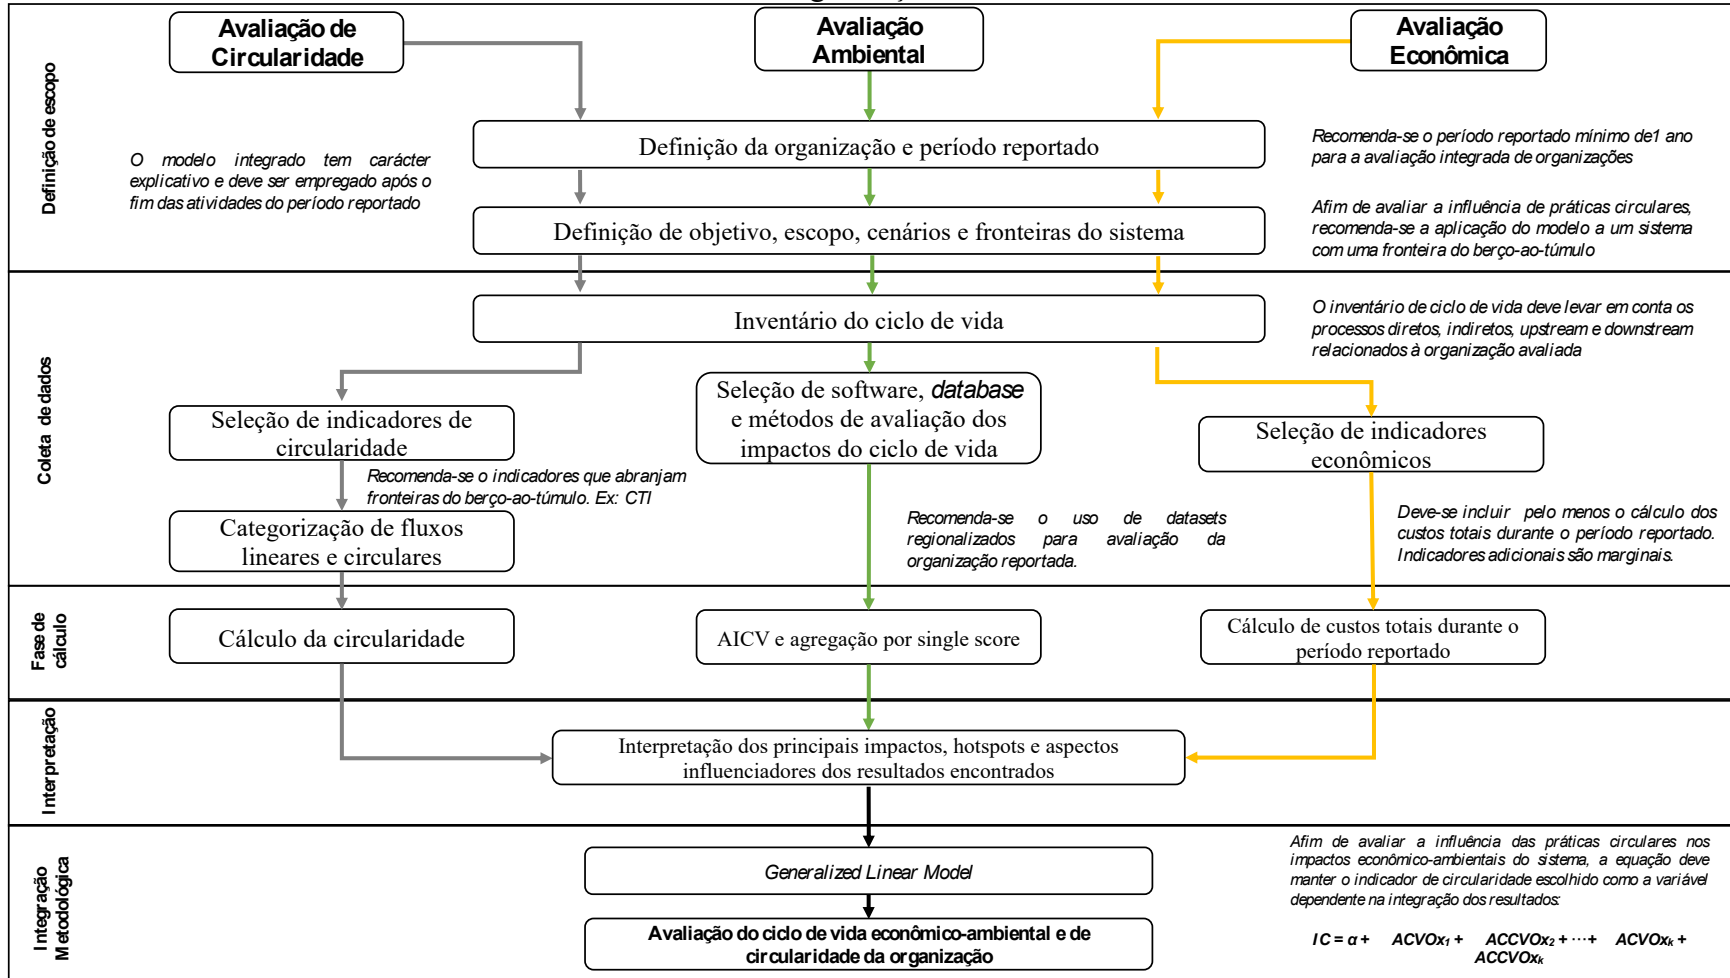 Avaliação de
Circularidade
Avaliação
Ambiental
Avaliação
Econômica
Definição de escopo
Definição da organização e período reportado
O modelo integrado tem carácter
explicativo e deve ser empregado após o
fim das atividades do período reportado
Recomenda-se o período reportado mínimo de1 ano
para a avaliação integrada de organizações
Definição de objetivo, escopo, cenários e fronteiras do sistema
Afim de avaliar a influência de práticas circulares,
recomenda-se a aplicação do modelo a um sistema
com uma fronteira do berço-ao-túmulo
Coleta de dados
Inventário do ciclo de vida
O inventário de ciclo de vida deve levar em conta os
processos diretos, indiretos, upstream e downstream
relacionados à organização avaliada
Seleção de indicadores de
circularidade
Seleção de software, database
e métodos de avaliação dos
impactos do ciclo de vida
Seleção de indicadores
econômicos
Recomenda-se o indicadores que abranjam
fronteiras do berço-ao-túmulo. Ex: CTI
Categorização de fluxos
lineares e circulares
Recomenda-se o uso de datasets
regionalizados para avaliação da
organização reportada.
Deve-se incluir pelo menos o cálculo dos
custos totais durante o período reportado.
Indicadores adicionais são marginais.
Fase de
cálculo
Cálculo da circularidade
AICV e agregação por single score
Cálculo de custos totais durante o
período reportado
Interpretação
Interpretação dos principais impactos, hotspots e aspectos
influenciadores dos resultados encontrados
Integração
Metodológica
Generalized Linear Model
Avaliação do ciclo de vida econômico-ambiental e de
circularidade da organização
Afim de avaliar a influência das práticas circulares nos
impactos econômico-ambientais do sistema, a equação deve
manter o indicador de circularidade escolhido como a variável
dependente na integração dos resultados:
IC = α + ACVOx₁ + ACCVOx₂ + ⋯ + ACVOxₖ +
ACCVOxₖ